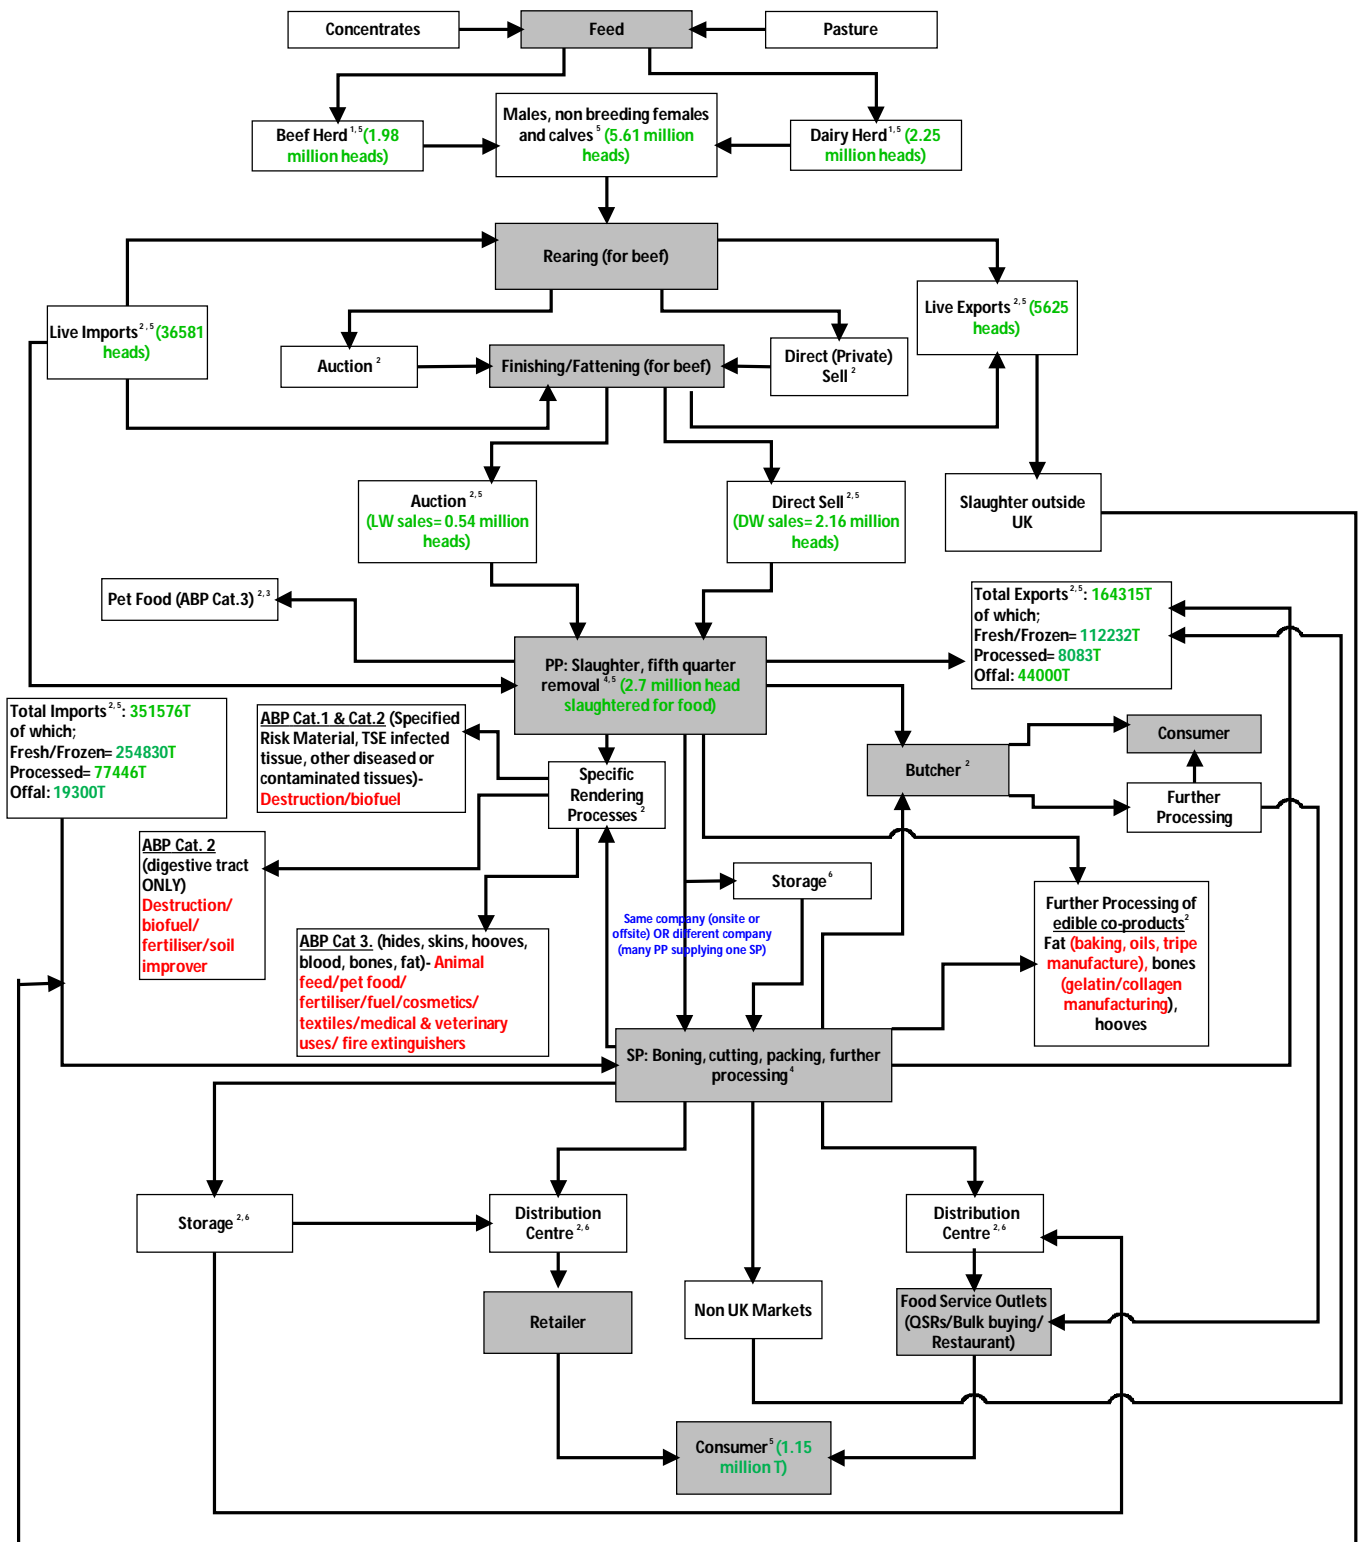 Concentrates
Feed
Pasture
Beef Herd 1, 5 (1.98
million heads)
Males, non breeding females
and calves 5 (5.61 million
heads)
Dairy Herd 1, 5 (2.25
million heads)
Rearing (for beef)
Live Imports 2, 5 (36581
heads)
Live Exports 2, 5 (5625
heads)
Auction 2
Finishing/Fattening (for beef)
Direct (Private)
Sell 2
Auction 2, 5
(LW sales= 0.54 million
heads)
Direct Sell 2, 5
(DW sales= 2.16 million
heads)
Slaughter outside
UK
Pet Food (ABP Cat.3) 2, 3
Total Exports 2, 5: 164315T
of which;
Fresh/Frozen= 112232T
Processed= 8083T
Offal: 44000T
PP: Slaughter, fifth quarter
removal 4, 5 (2.7 million head
slaughtered for food)
Total Imports 2, 5: 351576T
of which;
Fresh/Frozen= 254830T
Processed= 77446T
Offal: 19300T
ABP Cat.1 & Cat.2 (Specified
Risk Material, TSE infected
tissue, other diseased or
contaminated tissues)-
Destruction/biofuel
Specific
Rendering
Processes 2
Butcher 2
Consumer
Further
Processing
ABP Cat. 2
(digestive tract
ONLY)
Destruction/
biofuel/
fertiliser/soil
improver
Storage 6
Same company (onsite or
offsite) OR different company
(many PP supplying one SP)
Further Processing of
edible co-products 2
Fat (baking, oils, tripe
manufacture), bones
(gelatin/collagen
manufacturing),
hooves
ABP Cat 3. (hides, skins, hooves,
blood, bones, fat)- Animal
feed/pet food/
fertiliser/fuel/cosmetics/
textiles/medical & veterinary
uses/ fire extinguishers
SP: Boning, cutting, packing, further
processing 4
Storage 2, 6
Distribution
Centre 2, 6
Distribution
Centre 2, 6
Retailer
Non UK Markets
Food Service Outlets
(QSRs/Bulk buying/
Restaurant)
Consumer 5 (1.15
million T)